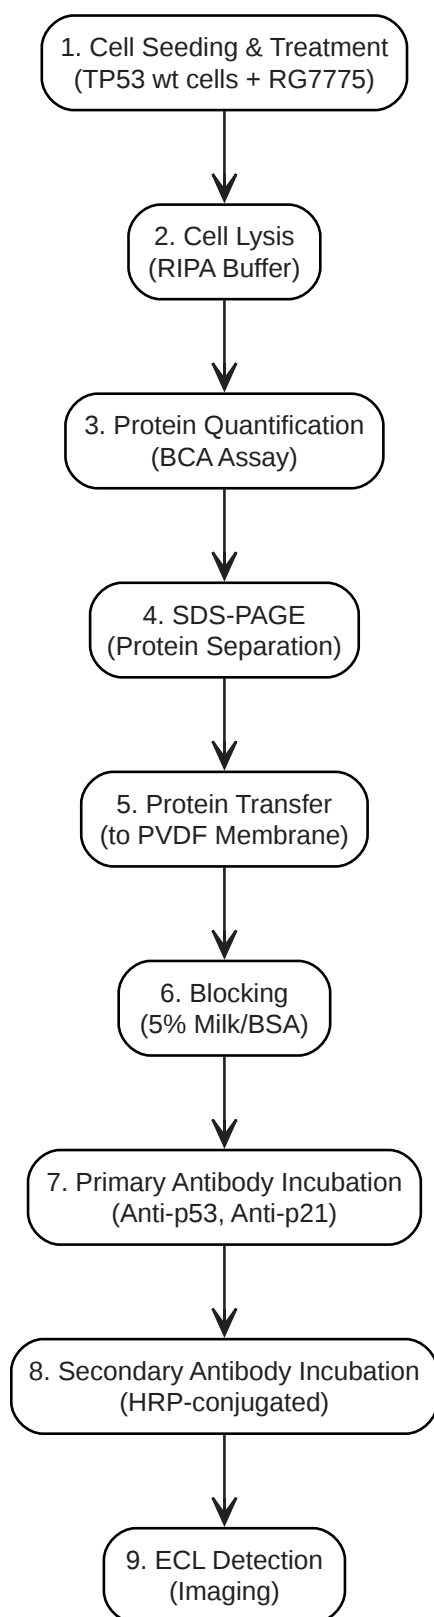 1. Cell Seeding & Treatment
(TP53 wt cells + RG7775)
2. Cell Lysis
(RIPA Buffer)
3. Protein Quantification
(BCA Assay)
4. SDS-PAGE
(Protein Separation)
5. Protein Transfer
(to PVDF Membrane)
6. Blocking
(5% Milk/BSA)
7. Primary Antibody Incubation
(Anti-p53, Anti-p21)
8. Secondary Antibody Incubation
(HRP-conjugated)
9. ECL Detection
(Imaging)